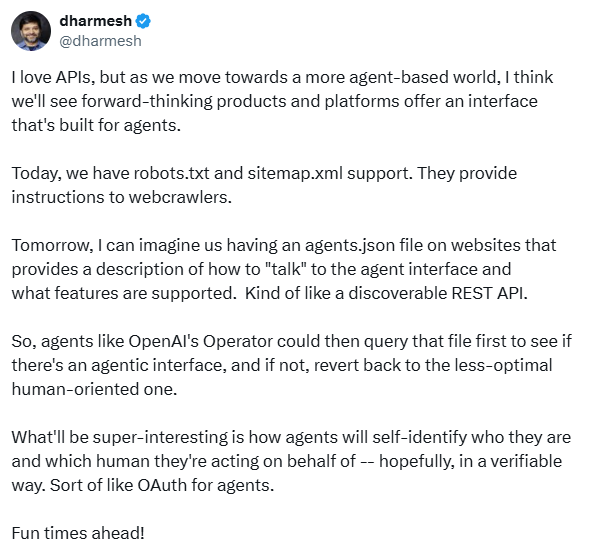 dharmesh
@dharmesh
I love APIs, but as we move towards a more agent-based world, I think
we'll see forward-thinking products and platforms offer an interface
that's built for agents.
Today, we have robots.txt and sitemap.xml support. They provide
instructions to webcrawlers.
Tomorrow, I can imagine us having an agents.json file on websites that
provides a description of how to "talk" to the agent interface and
what features are supported.  Kind of like a discoverable REST API.
So, agents like OpenAI's Operator could then query that file first to see if
there's an agentic interface, and if not, revert back to the less-optimal
human-oriented one.
What'll be super-interesting is how agents will self-identify who they are
and which human they're acting on behalf of -- hopefully, in a verifiable
way. Sort of like OAuth for agents.
Fun times ahead!